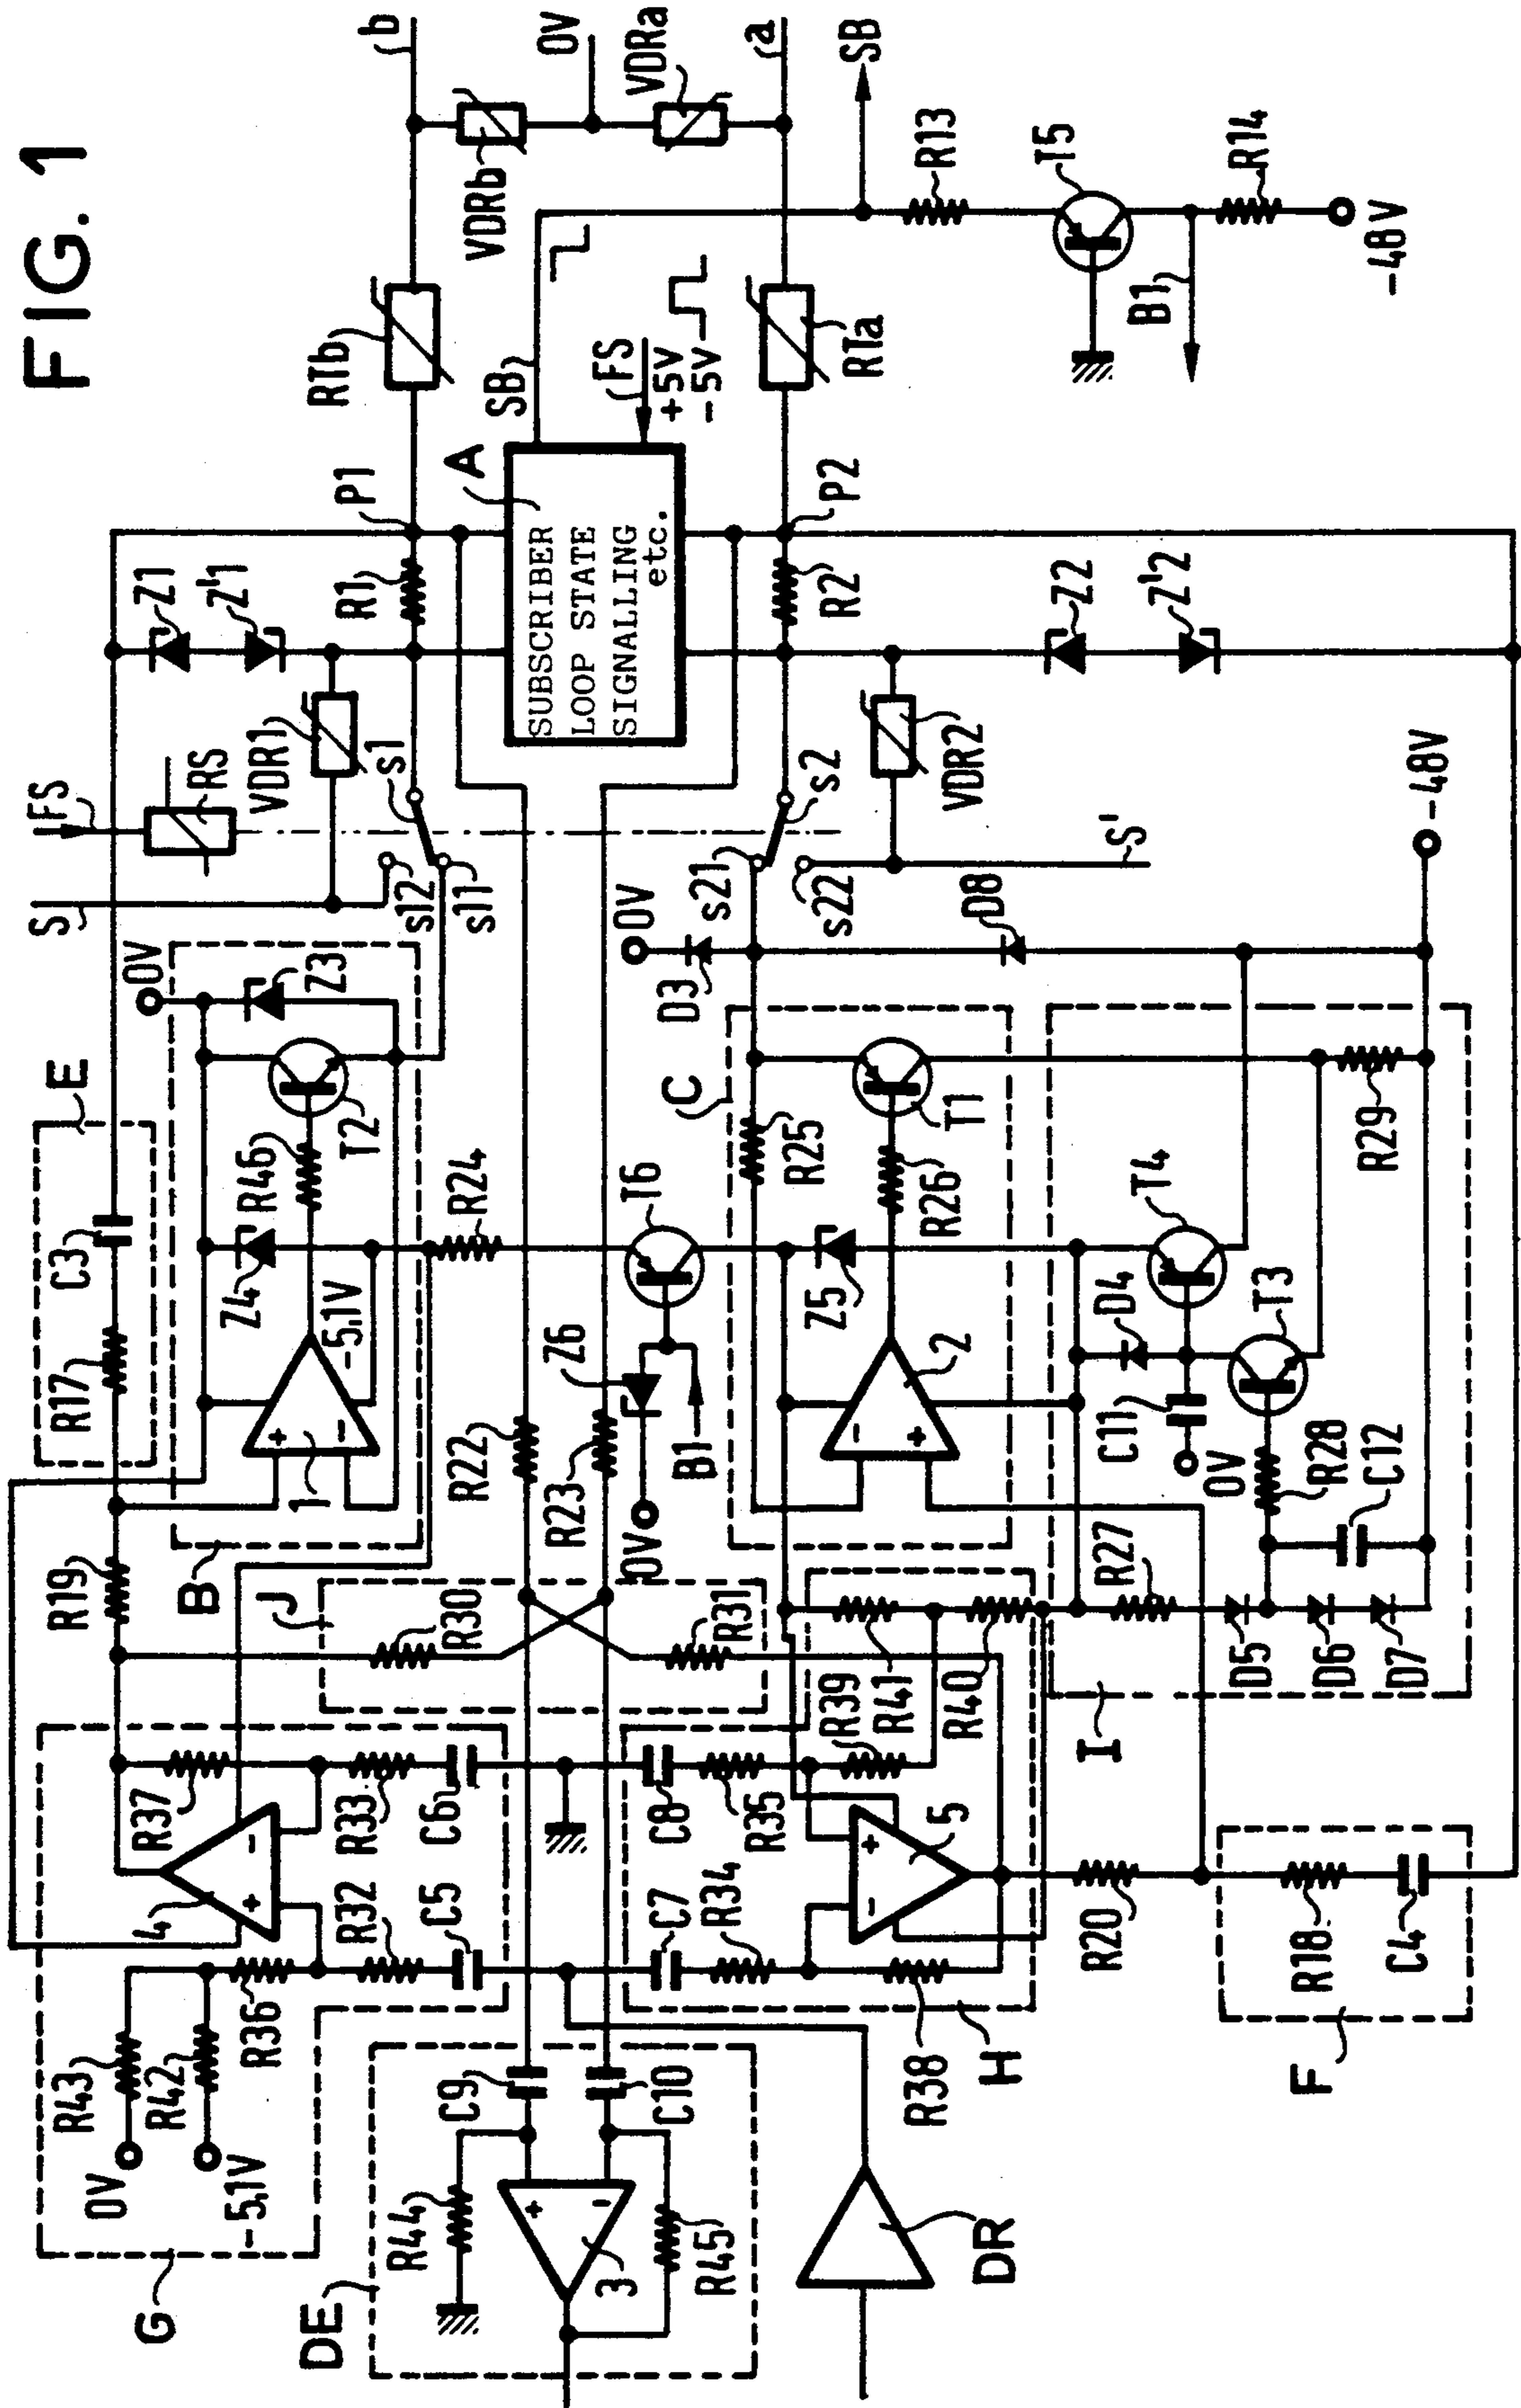 FIG. 1
b
0V
a
VDRb
VDRa
SB
R13
T5
R14
-48V
B1
RTb
SB
FS
+5V
-5V
RTa
P1
A
P2
Z1
Z'1
R1
SUBSCRIBER
LOOP STATE
SIGNALLING
etc.
R2
Z2
Z'2
FS
RS
VDR1
s1
s2
VDR2
S
s12
s11
0V
s21
s22
S'
D8
-48V
0V
Z3
D3
E
C3
R17
R46
T2
Z4
-5.1V
R24
C
R25
T1
R26
R29
T6
Z5
T4
D4
T3
Z6
2
C11
0V
R28
C12
R22
R23
0V
B1
+
-
1
-
+
R19
B
J
R30
R31
R27
D5
D6
D7
I
R39
R41
R40
R37
R33
C6
C8
R35
4
-
+
+
-
5
R32
C5
C7
R34
R20
R18
C4
F
R43
R42
R36
0V
-5.1V
G
R38
H
C9
C10
R44
+
-
3
R45
DE
DR